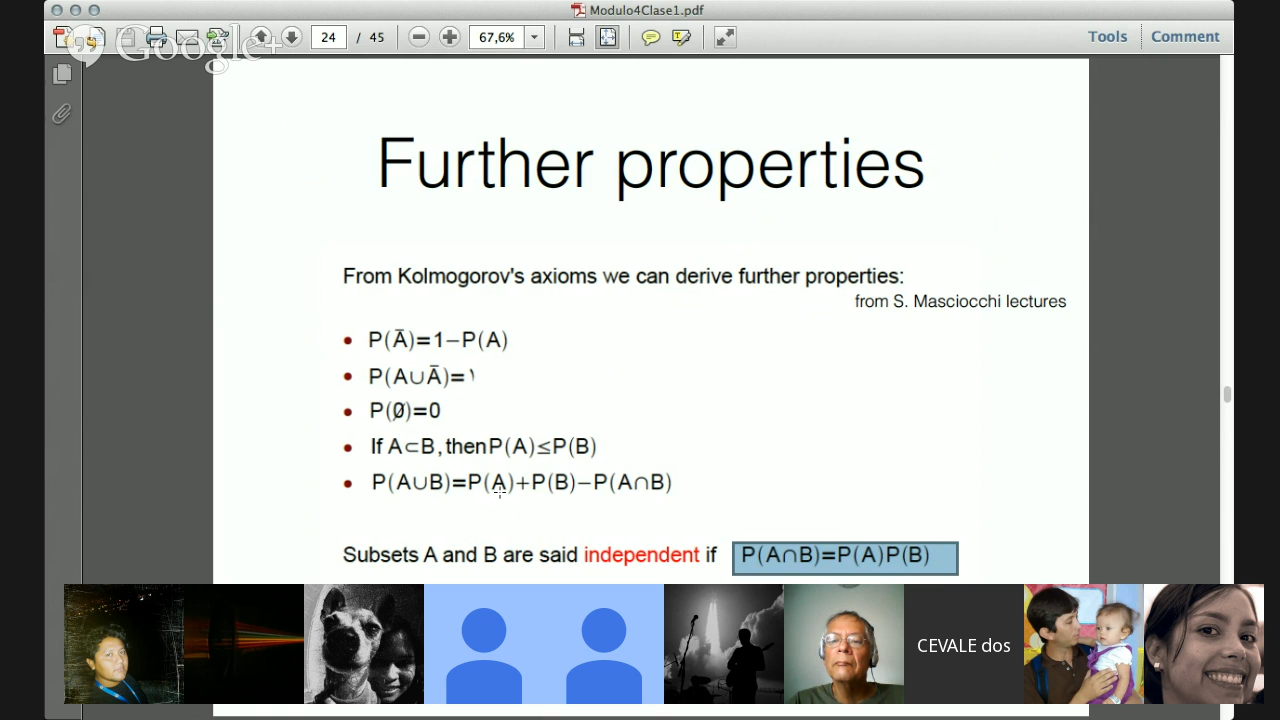 Modulo4Clase1.pdf
Google+
24 / 45
67,6%
Tools Comment
Further properties
From Kolmogorov's axioms we can derive further properties:
from S. Masciocchi lectures
• P(Ā)=1−P(A)
• P(A∪Ā)=1
• P(∅)=0
• If A⊂B, then P(A)≤P(B)
• P(A∪B)=P(A)+P(B)−P(A∩B)
Subsets A and B are said independent if P(A∩B)=P(A)P(B)
CEVALE dos